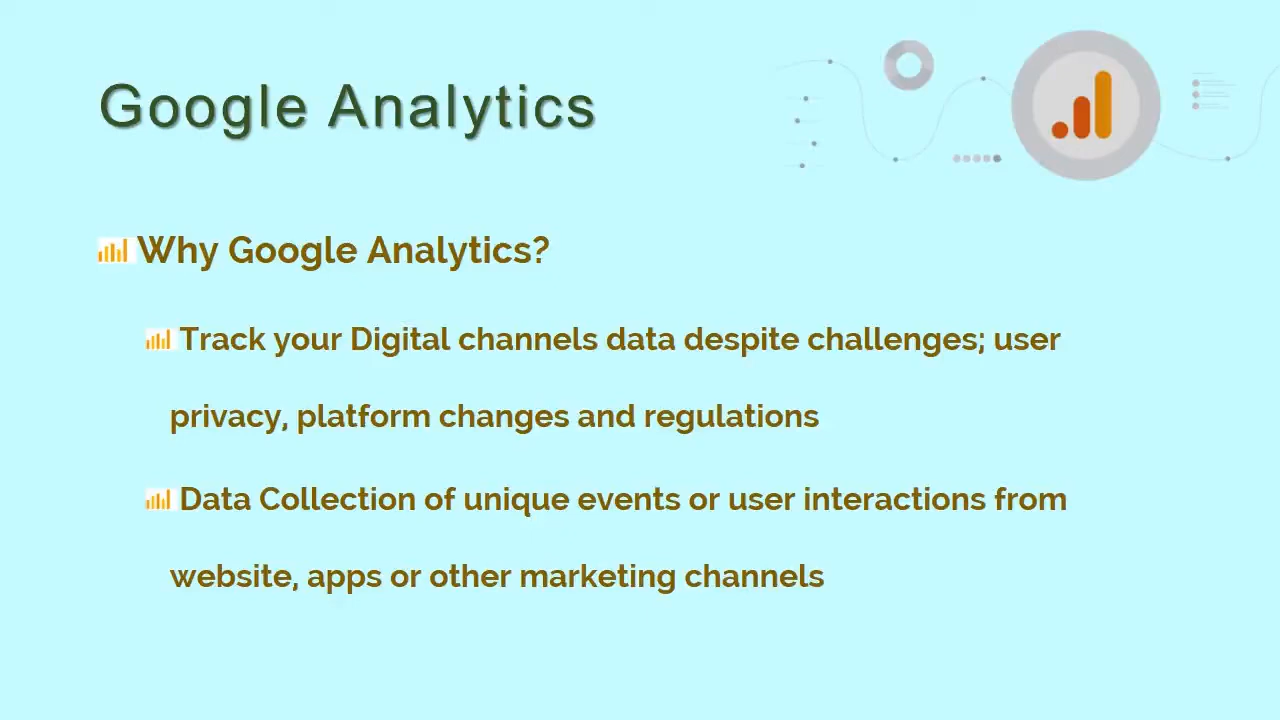 Google Analytics
Why Google Analytics?
Track your Digital channels data despite challenges; user
privacy, platform changes and regulations
Data Collection of unique events or user interactions from
website, apps or other marketing channels